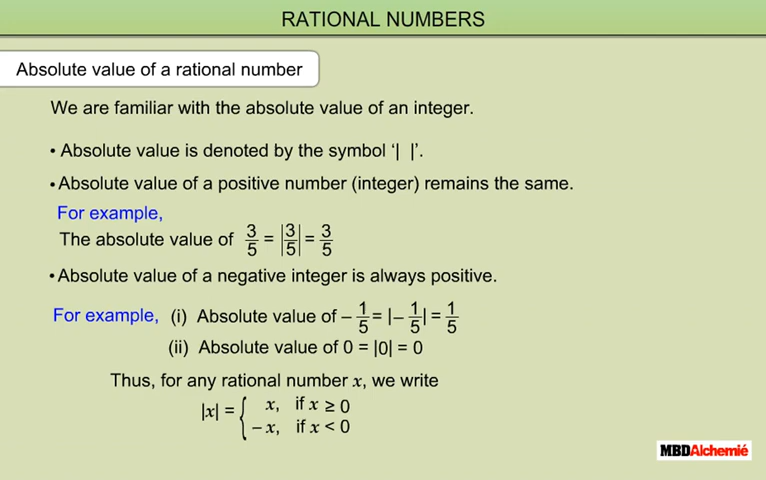 RATIONAL NUMBERS
Absolute value of a rational number
We are familiar with the absolute value of an integer.
• Absolute value is denoted by the symbol ‘| |’.
• Absolute value of a positive number (integer) remains the same.
For example,
The absolute value of 3/5 = |3/5| = 3/5
• Absolute value of a negative integer is always positive.
For example, (i) Absolute value of – 1/5 = |– 1/5| = 1/5
(ii) Absolute value of 0 = |0| = 0
Thus, for any rational number x, we write
|x| = { x, if x ≥ 0
– x, if x < 0
MBDAlchemié